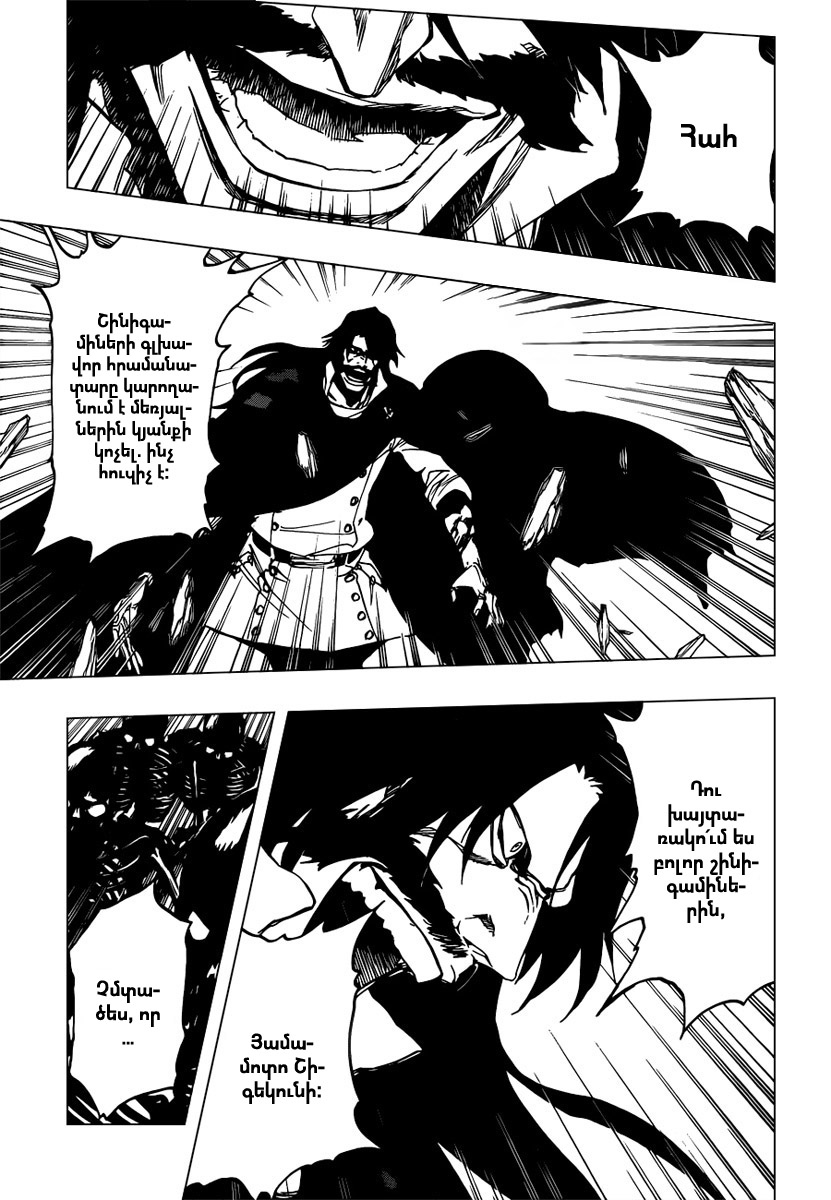 Հահ
Շինիգա-
միների գլխա-
վոր հրամանա-
տարը կարողա-
նում է մեռյալ-
ներին կյանքի
կոչել. ինչ
հուզիչ է:
Դու
խայտա-
ռակո՜ւմ ես
բոլոր շինի-
գամինե-
րին,
Յամա-
մոտո Շի-
գեկունի:
Չմտա-
ծես, որ
...